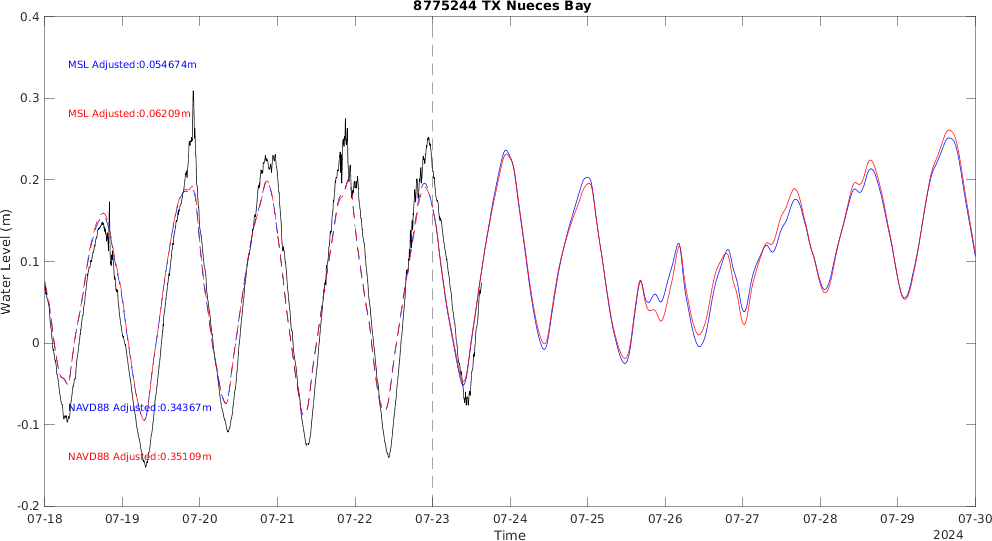 8775244 TX Nueces Bay
0.4
0.3
0.2
0.1
0
-0.1
-0.2
Water Level (m)
MSL Adjusted:0.054674m
MSL Adjusted:0.06209m
NAVD88 Adjusted:0.34367m
NAVD88 Adjusted:0.35109m
07-18 07-19 07-20 07-21 07-22 07-23 07-24 07-25 07-26 07-27 07-28 07-29 07-30
Time
2024